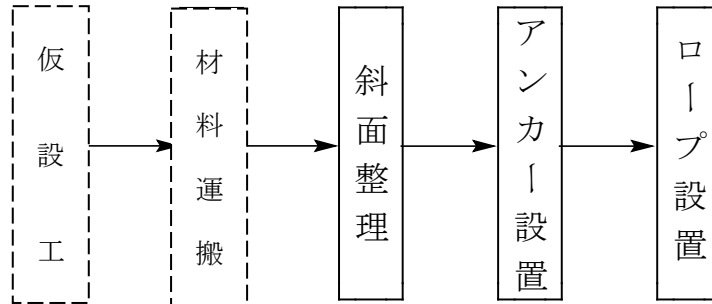 仮設工
材料運搬
斜面整理
アンカー設置
ロープ設置